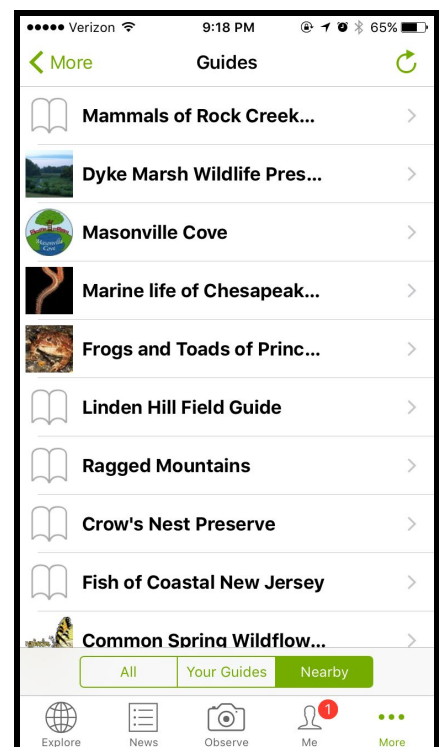 Verizon 9:18 PM 65%
More Guides
Mammals of Rock Creek...
Dyke Marsh Wildlife Pres...
Masonville Cove
Marine life of Chesapeak...
Frogs and Toads of Princ...
Linden Hill Field Guide
Ragged Mountains
Crow's Nest Preserve
Fish of Coastal New Jersey
Common Spring Wildflow...
All Your Guides Nearby
1
Explore News Observe Me More